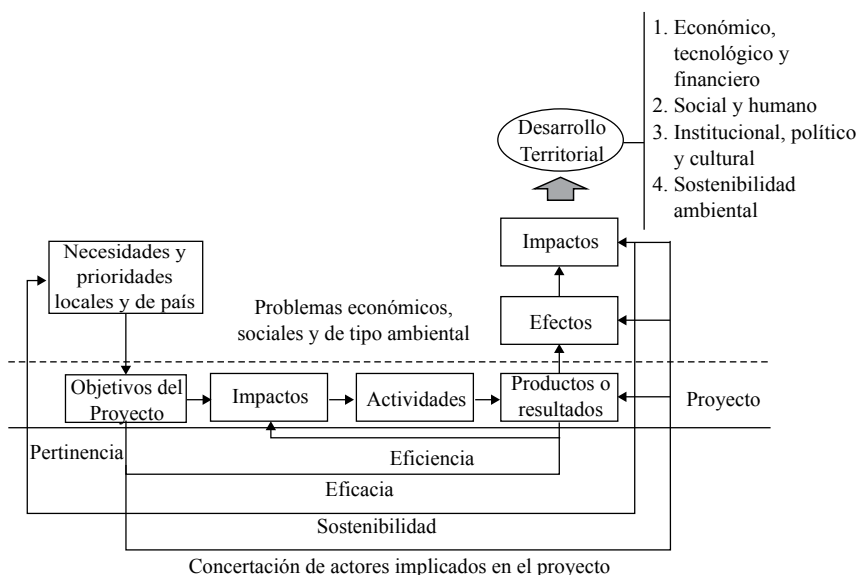 1. Económico,
tecnológico y
financiero
2. Social y humano
3. Institucional, político
y cultural
4. Sostenibilidad
ambiental
Desarrollo
Territorial
Impactos
Necesidades y
prioridades
locales y de país
Problemas económicos,
sociales y de tipo ambiental
Efectos
Objetivos del
Proyecto
Impactos
Actividades
Productos o
resultados
Proyecto
Pertinencia
Eficiencia
Eficacia
Sostenibilidad
Concertación de actores implicados en el proyecto